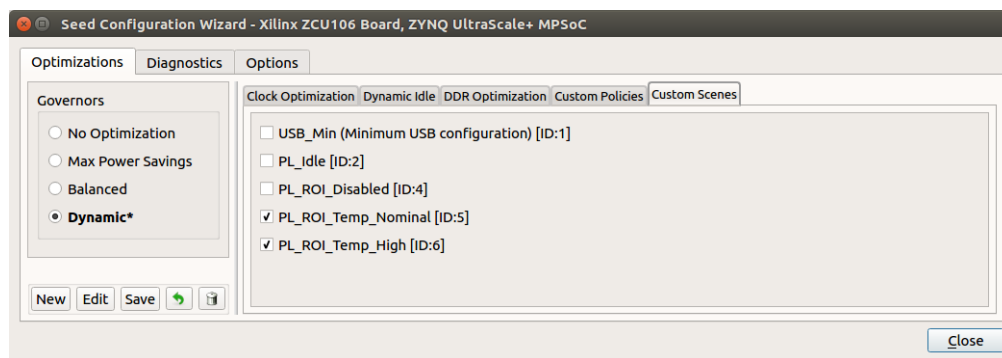 Seed Configuration Wizard - Xilinx ZCU106 Board, ZYNQ UltraScale+ MPSoC
Optimizations Diagnostics Options
Governors
No Optimization
Max Power Savings
Balanced
Dynamic*
New Edit Save
Clock Optimization Dynamic Idle DDR Optimization Custom Policies Custom Scenes
USB_Min (Minimum USB configuration) [ID:1]
PL_Idle [ID:2]
PL_ROI_Disabled [ID:4]
PL_ROI_Temp_Nominal [ID:5]
PL_ROI_Temp_High [ID:6]
Close